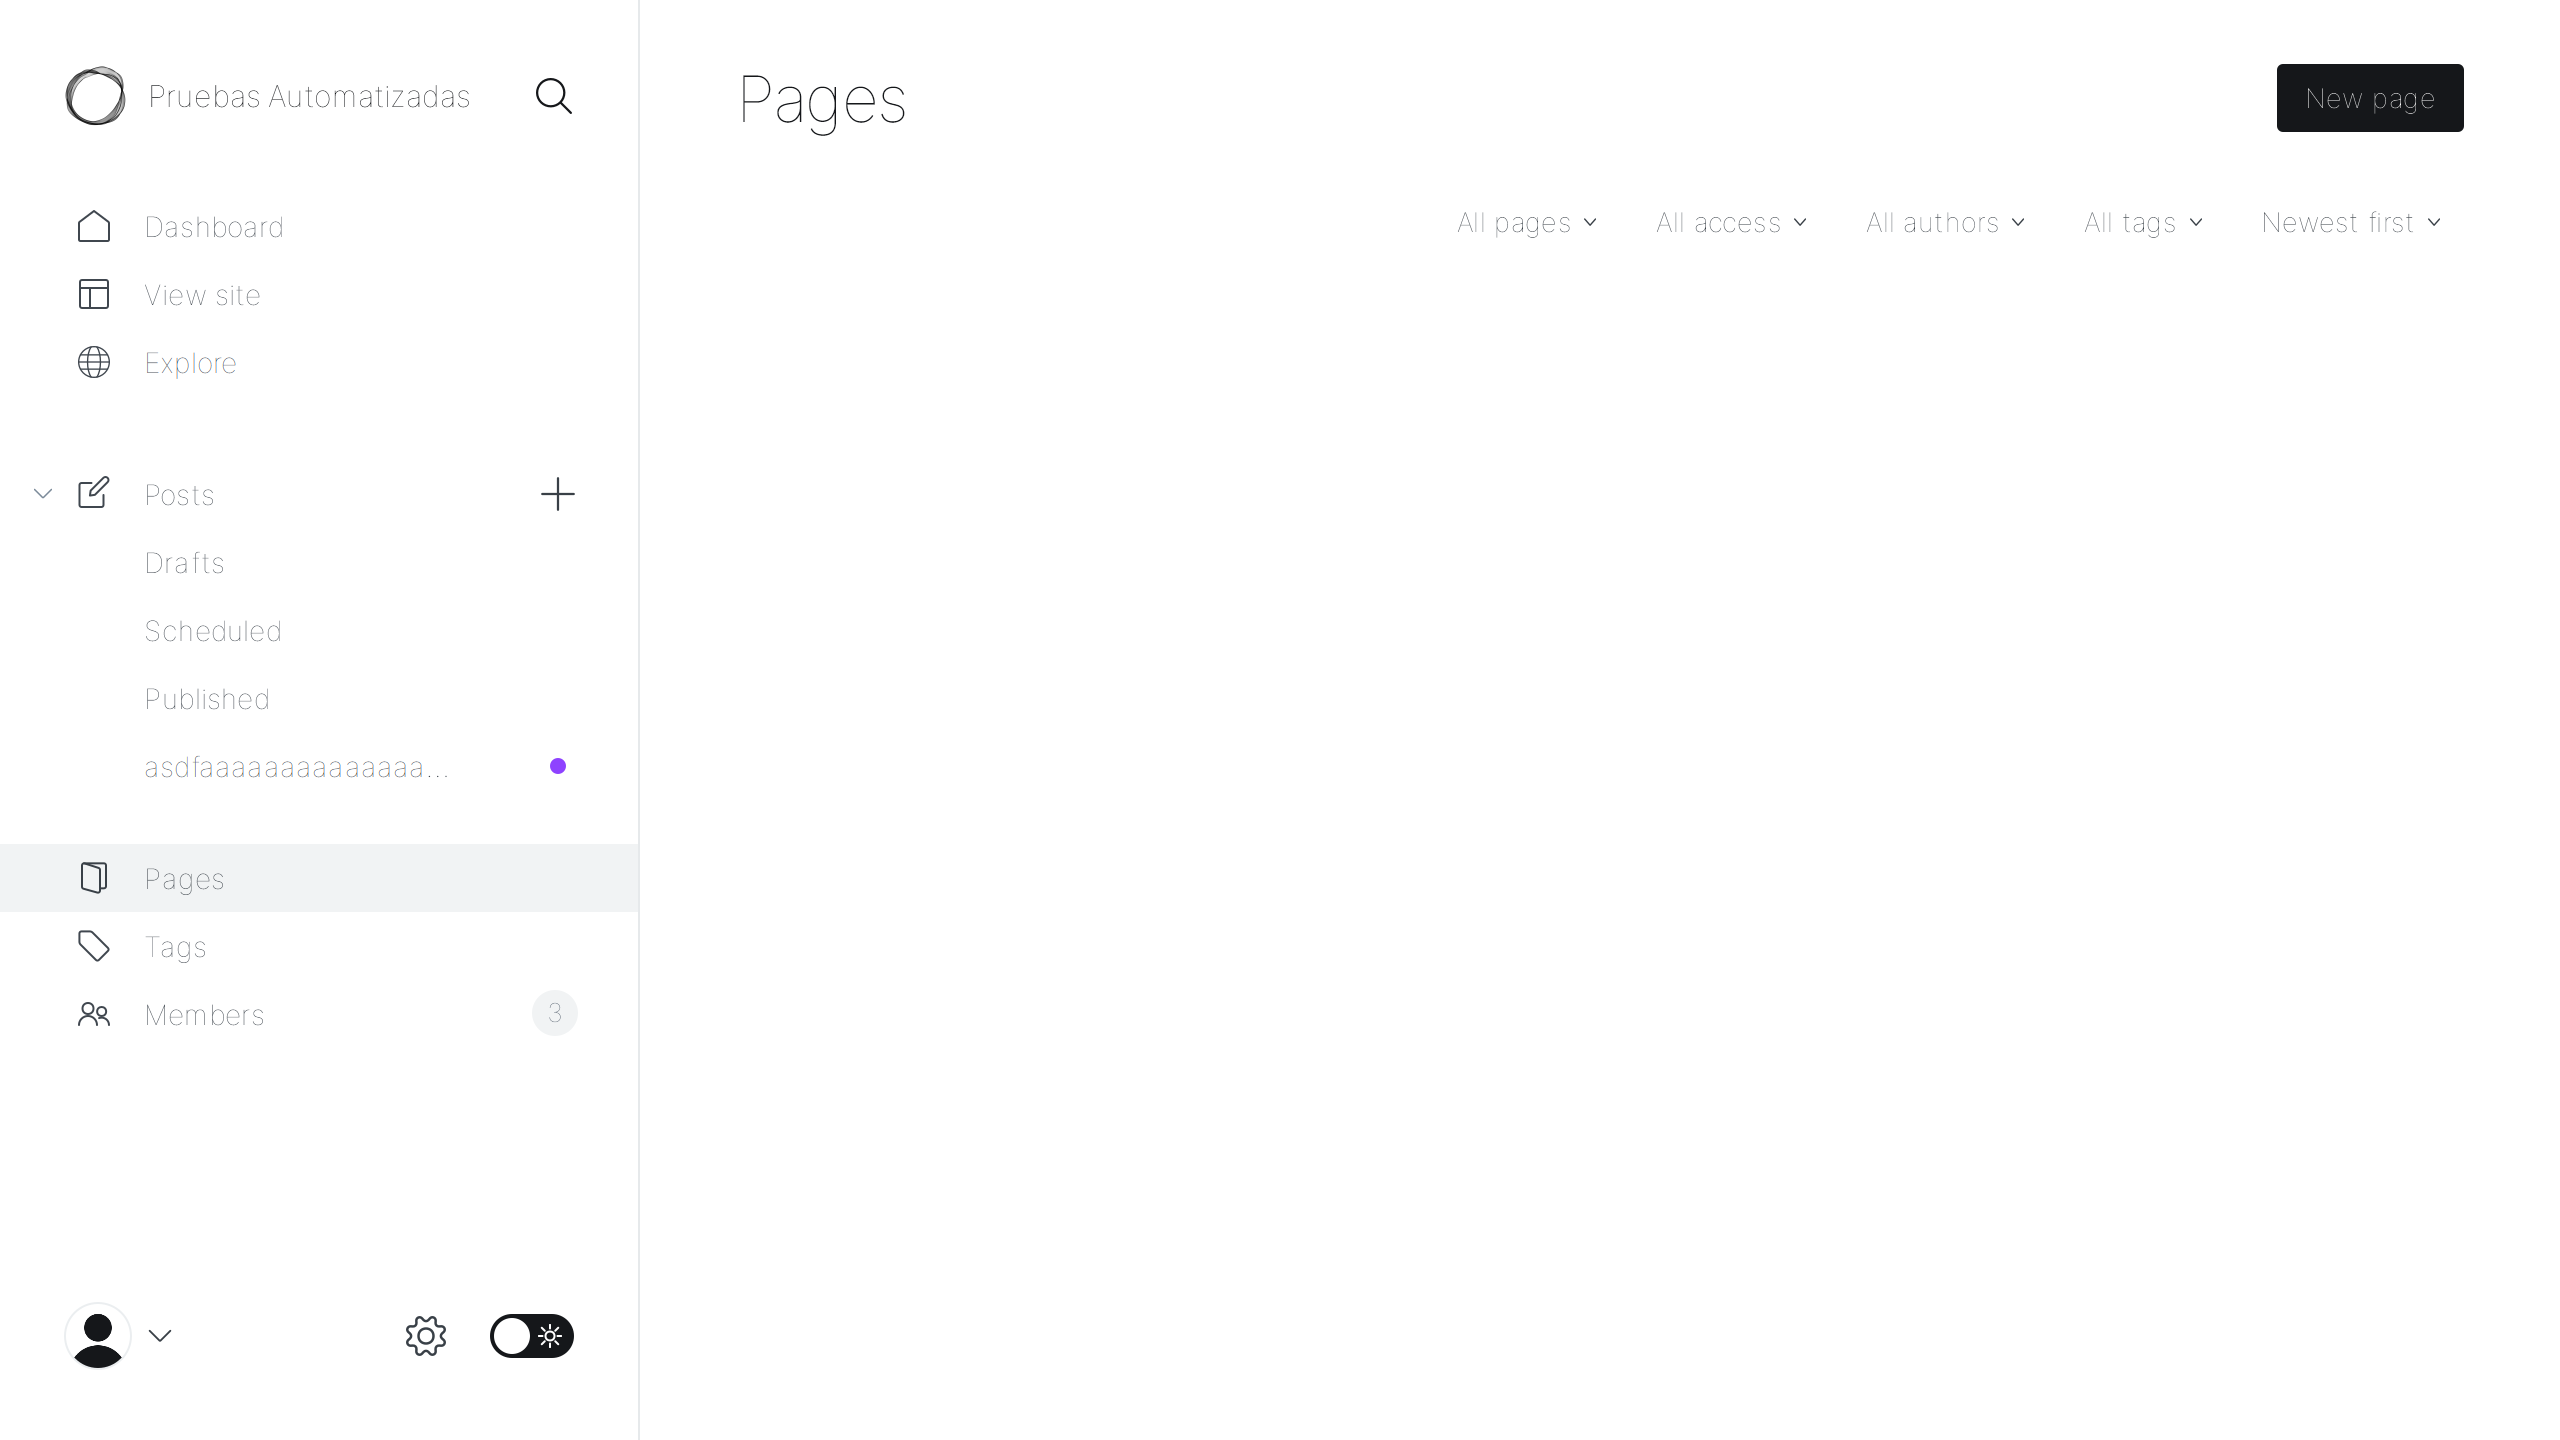 Pruebas Automatizadas
Dashboard
View site
Explore
Posts
Drafts
Scheduled
Published
asdfaaaaaaaaaaaaaa...
Pages
Tags
Members 3
Pages
New page
All pages All access All authors All tags Newest first